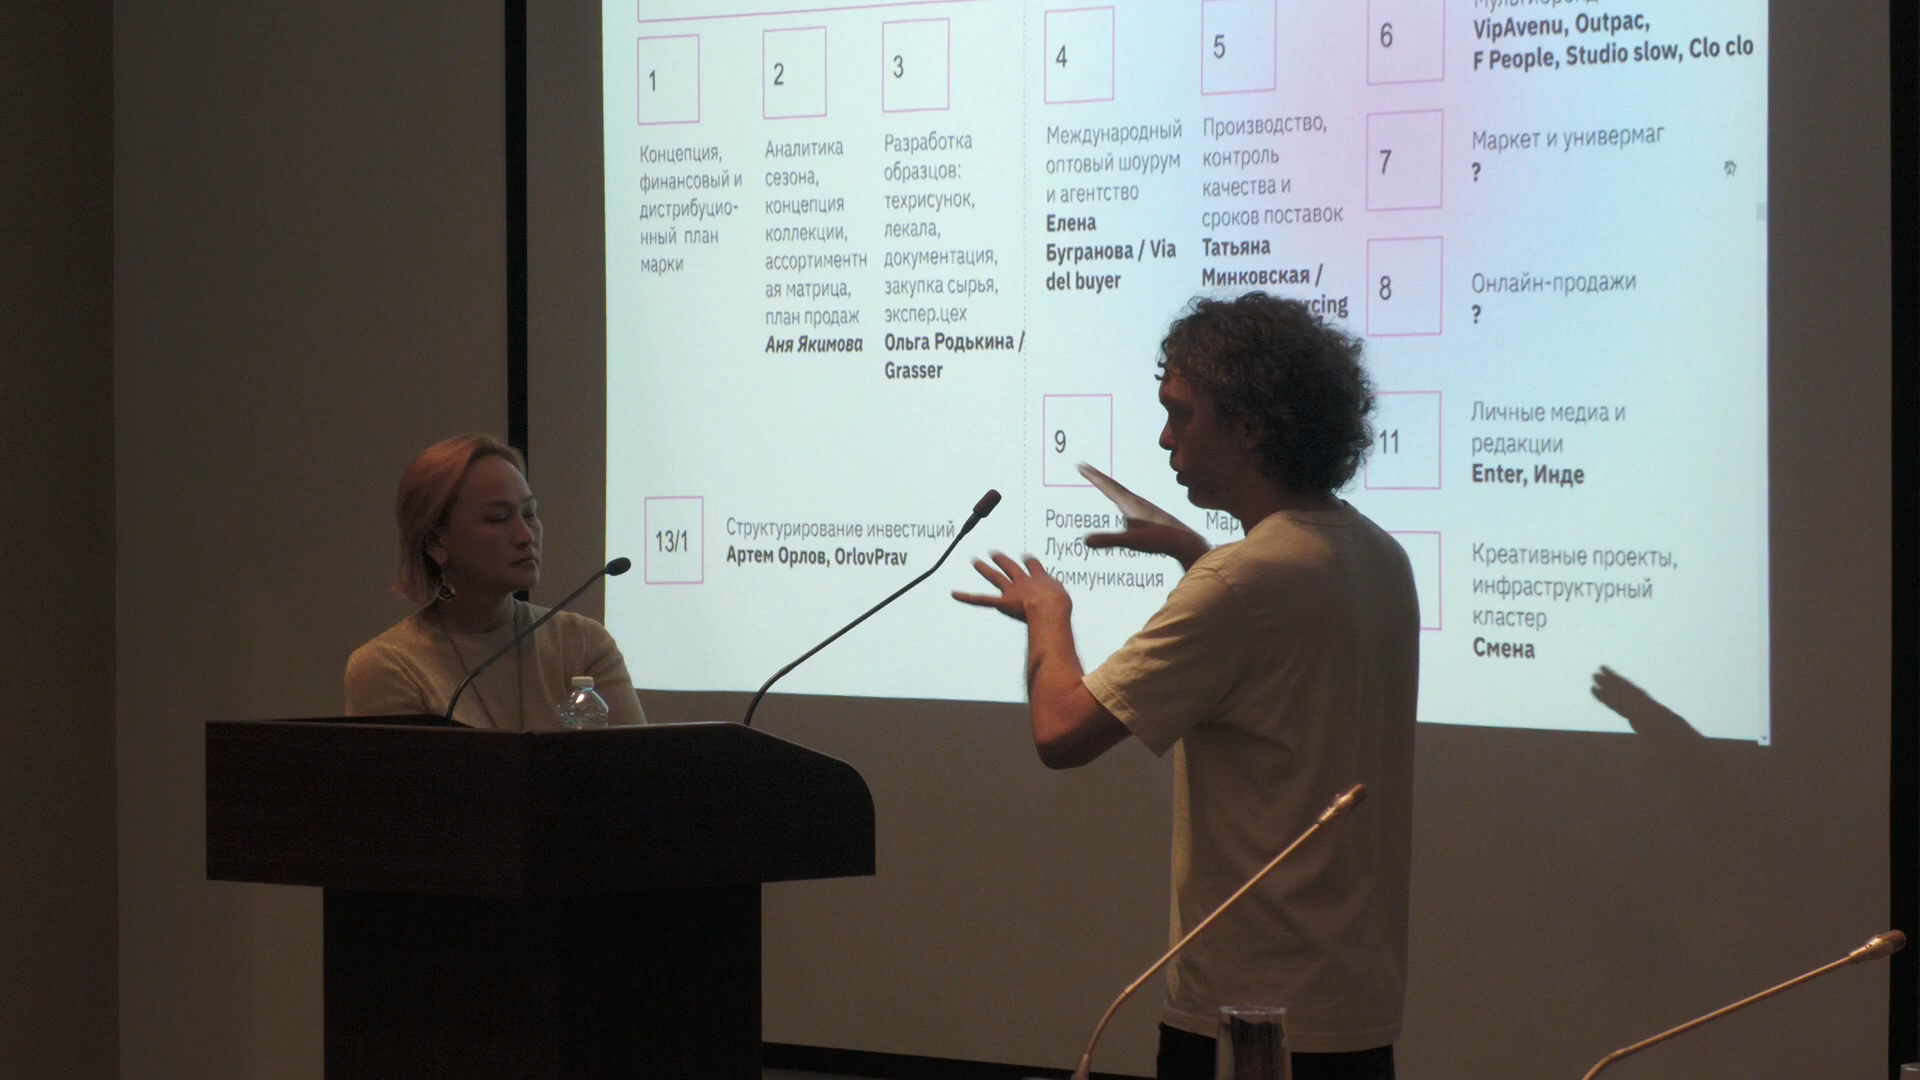 1
Концепция,
финансовый и
дистрибуцио-
нный план
марки
2
Аналитика
сезона,
концепция
коллекции,
ассортиментн
ая матрица,
план продаж
Аня Якимова
3
Разработка
образцов:
техрисунок,
лекала,
документация,
закупка сырья,
экспер.цех
Ольга Родькина /
Grasser
4
Международный
оптовый шоурум
и агентство
Елена
Бугранова / Via
del buyer
5
Производство,
контроль
качества и
сроков поставок
Татьяна
Минковская /
6
VipAvenu, Outpac,
F People, Studio slow, Clo clo
7
Маркет и универмаг
?
8
Онлайн-продажи
?
9
Ролевая
Лукбук и
Коммуникация
11
Личные медиа и
редакции
Enter, Инде
Креативные проекты,
инфраструктурный
кластер
Смена
13/1
Структурирование инвестиций
Артем Орлов, OrlovPrav